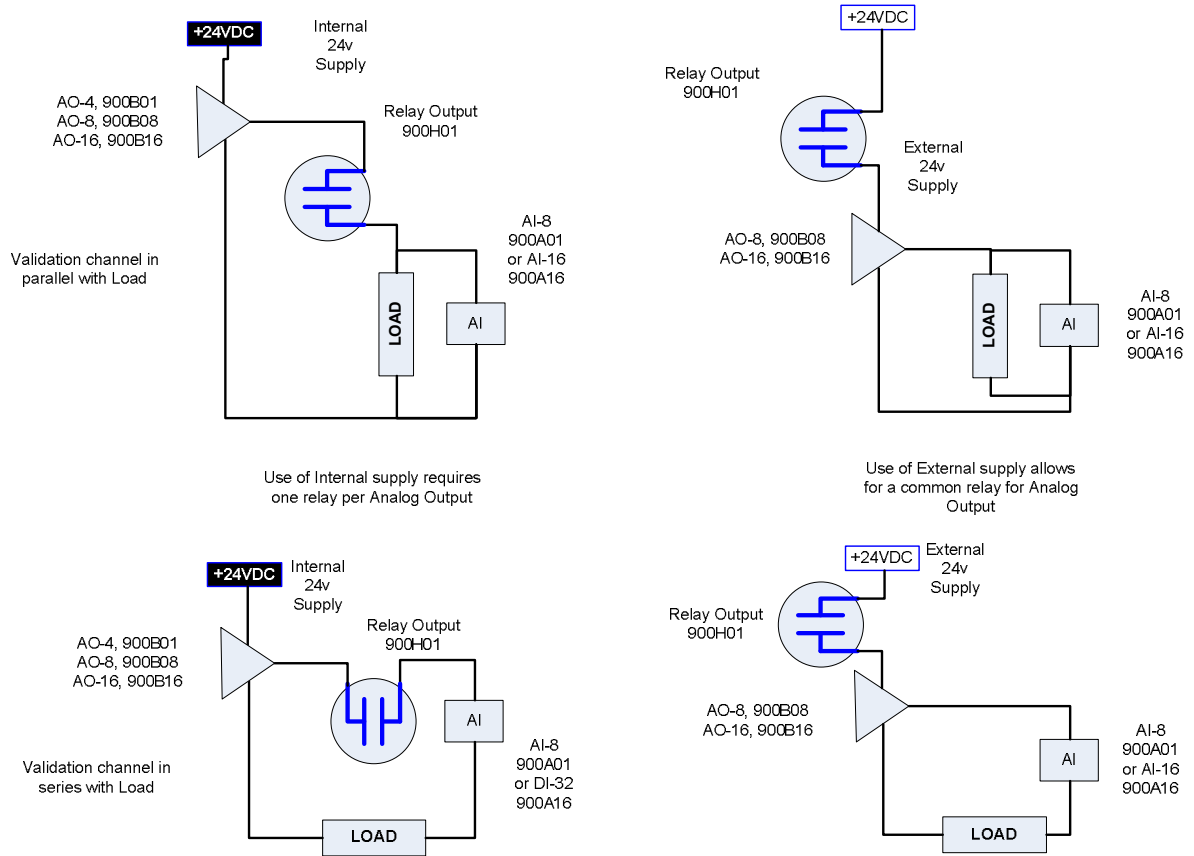 +24VDC
Internal
24v
Supply
AO-4, 900B01
AO-8, 900B08
AO-16, 900B16
Relay Output
900H01
Validation channel in
parallel with Load
AI-8
900A01
or AI-16
900A16
LOAD
AI
+24VDC
Relay Output
900H01
External
24v
Supply
AO-8, 900B08
AO-16, 900B16
LOAD
AI
AI-8
900A01
or AI-16
900A16
Use of Internal supply requires
one relay per Analog Output
Use of External supply allows
for a common relay for Analog
Output
+24VDC
Internal
24v
Supply
AO-4, 900B01
AO-8, 900B08
AO-16, 900B16
Relay Output
900H01
AI
AI-8
900A01
or DI-32
900A16
Validation channel in
series with Load
LOAD
+24VDC
External
24v
Supply
Relay Output
900H01
AO-8, 900B08
AO-16, 900B16
AI
AI-8
900A01
or AI-16
900A16
LOAD